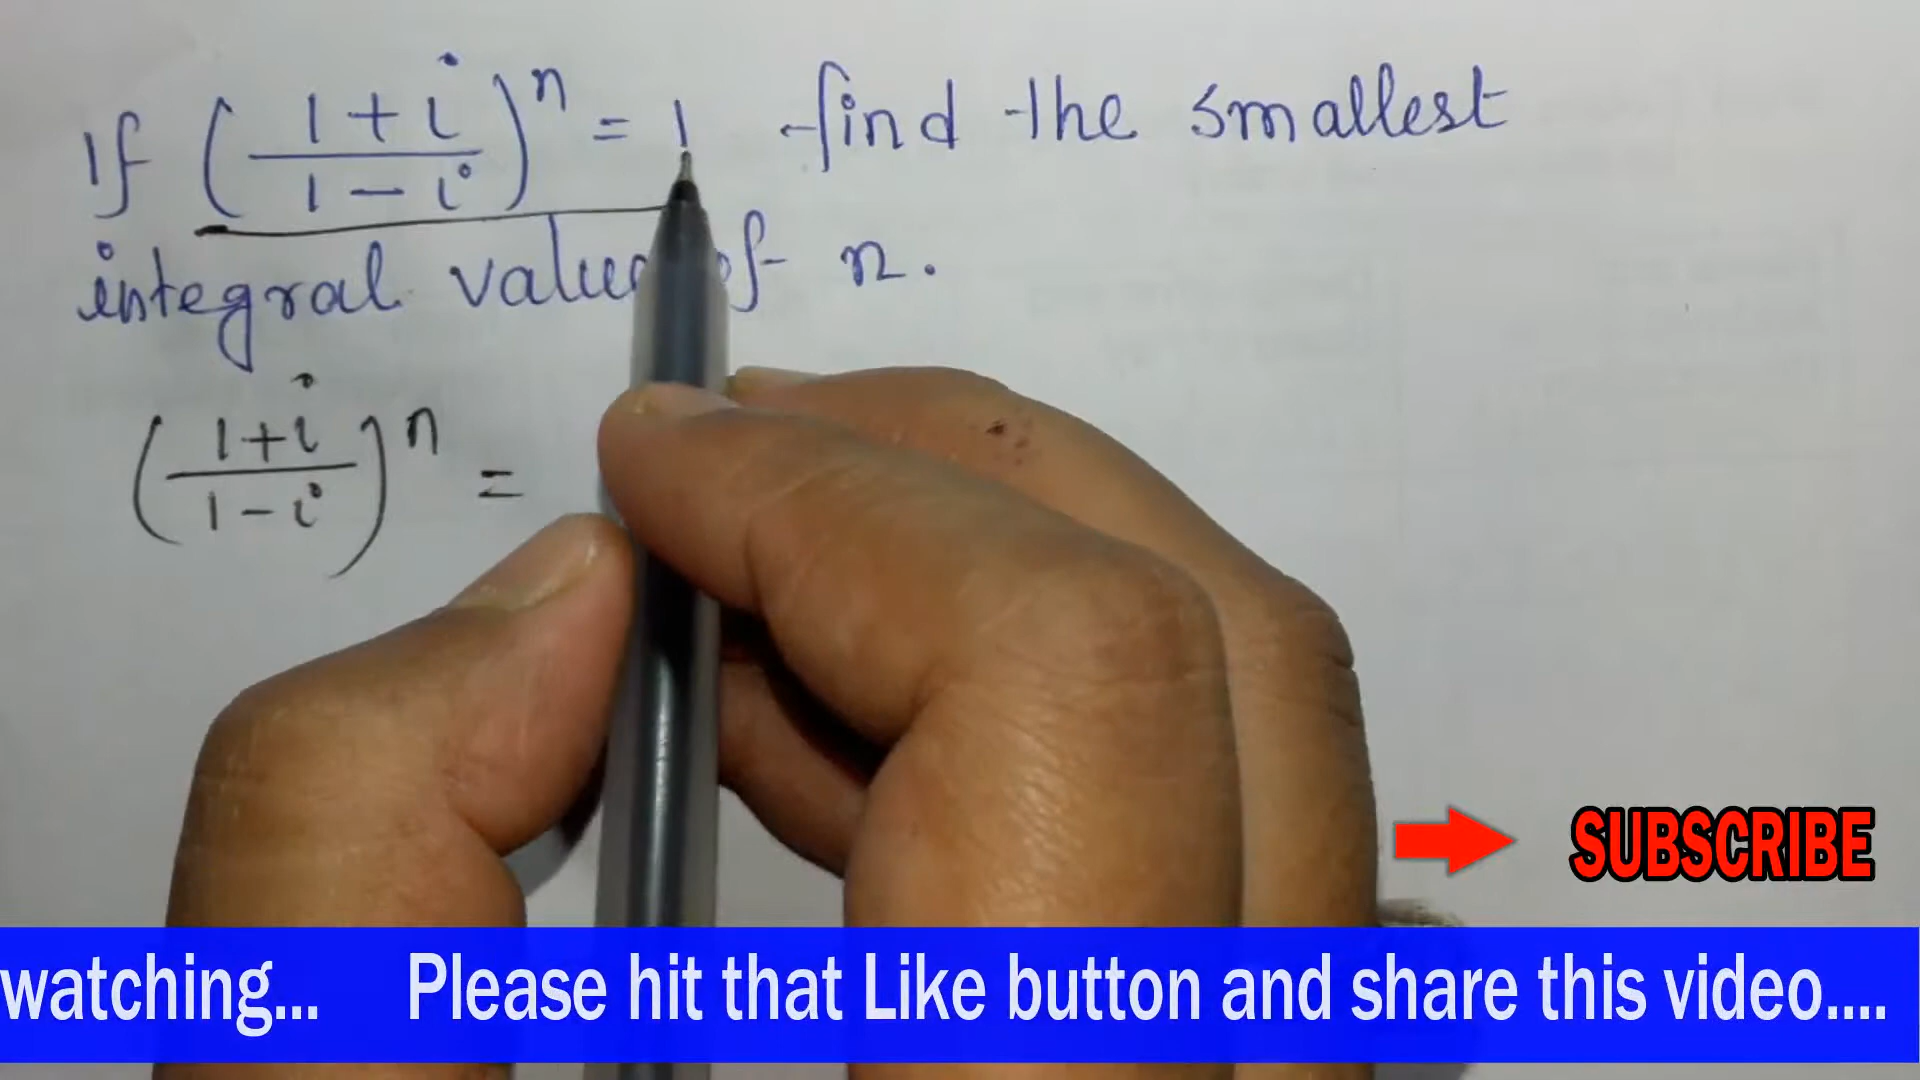 If (1+i/1-i)^n = 1 find the smallest
integral value of n.
(1+i/1-i)^n =
SUBSCRIBE
watching... Please hit that Like button and share this video....